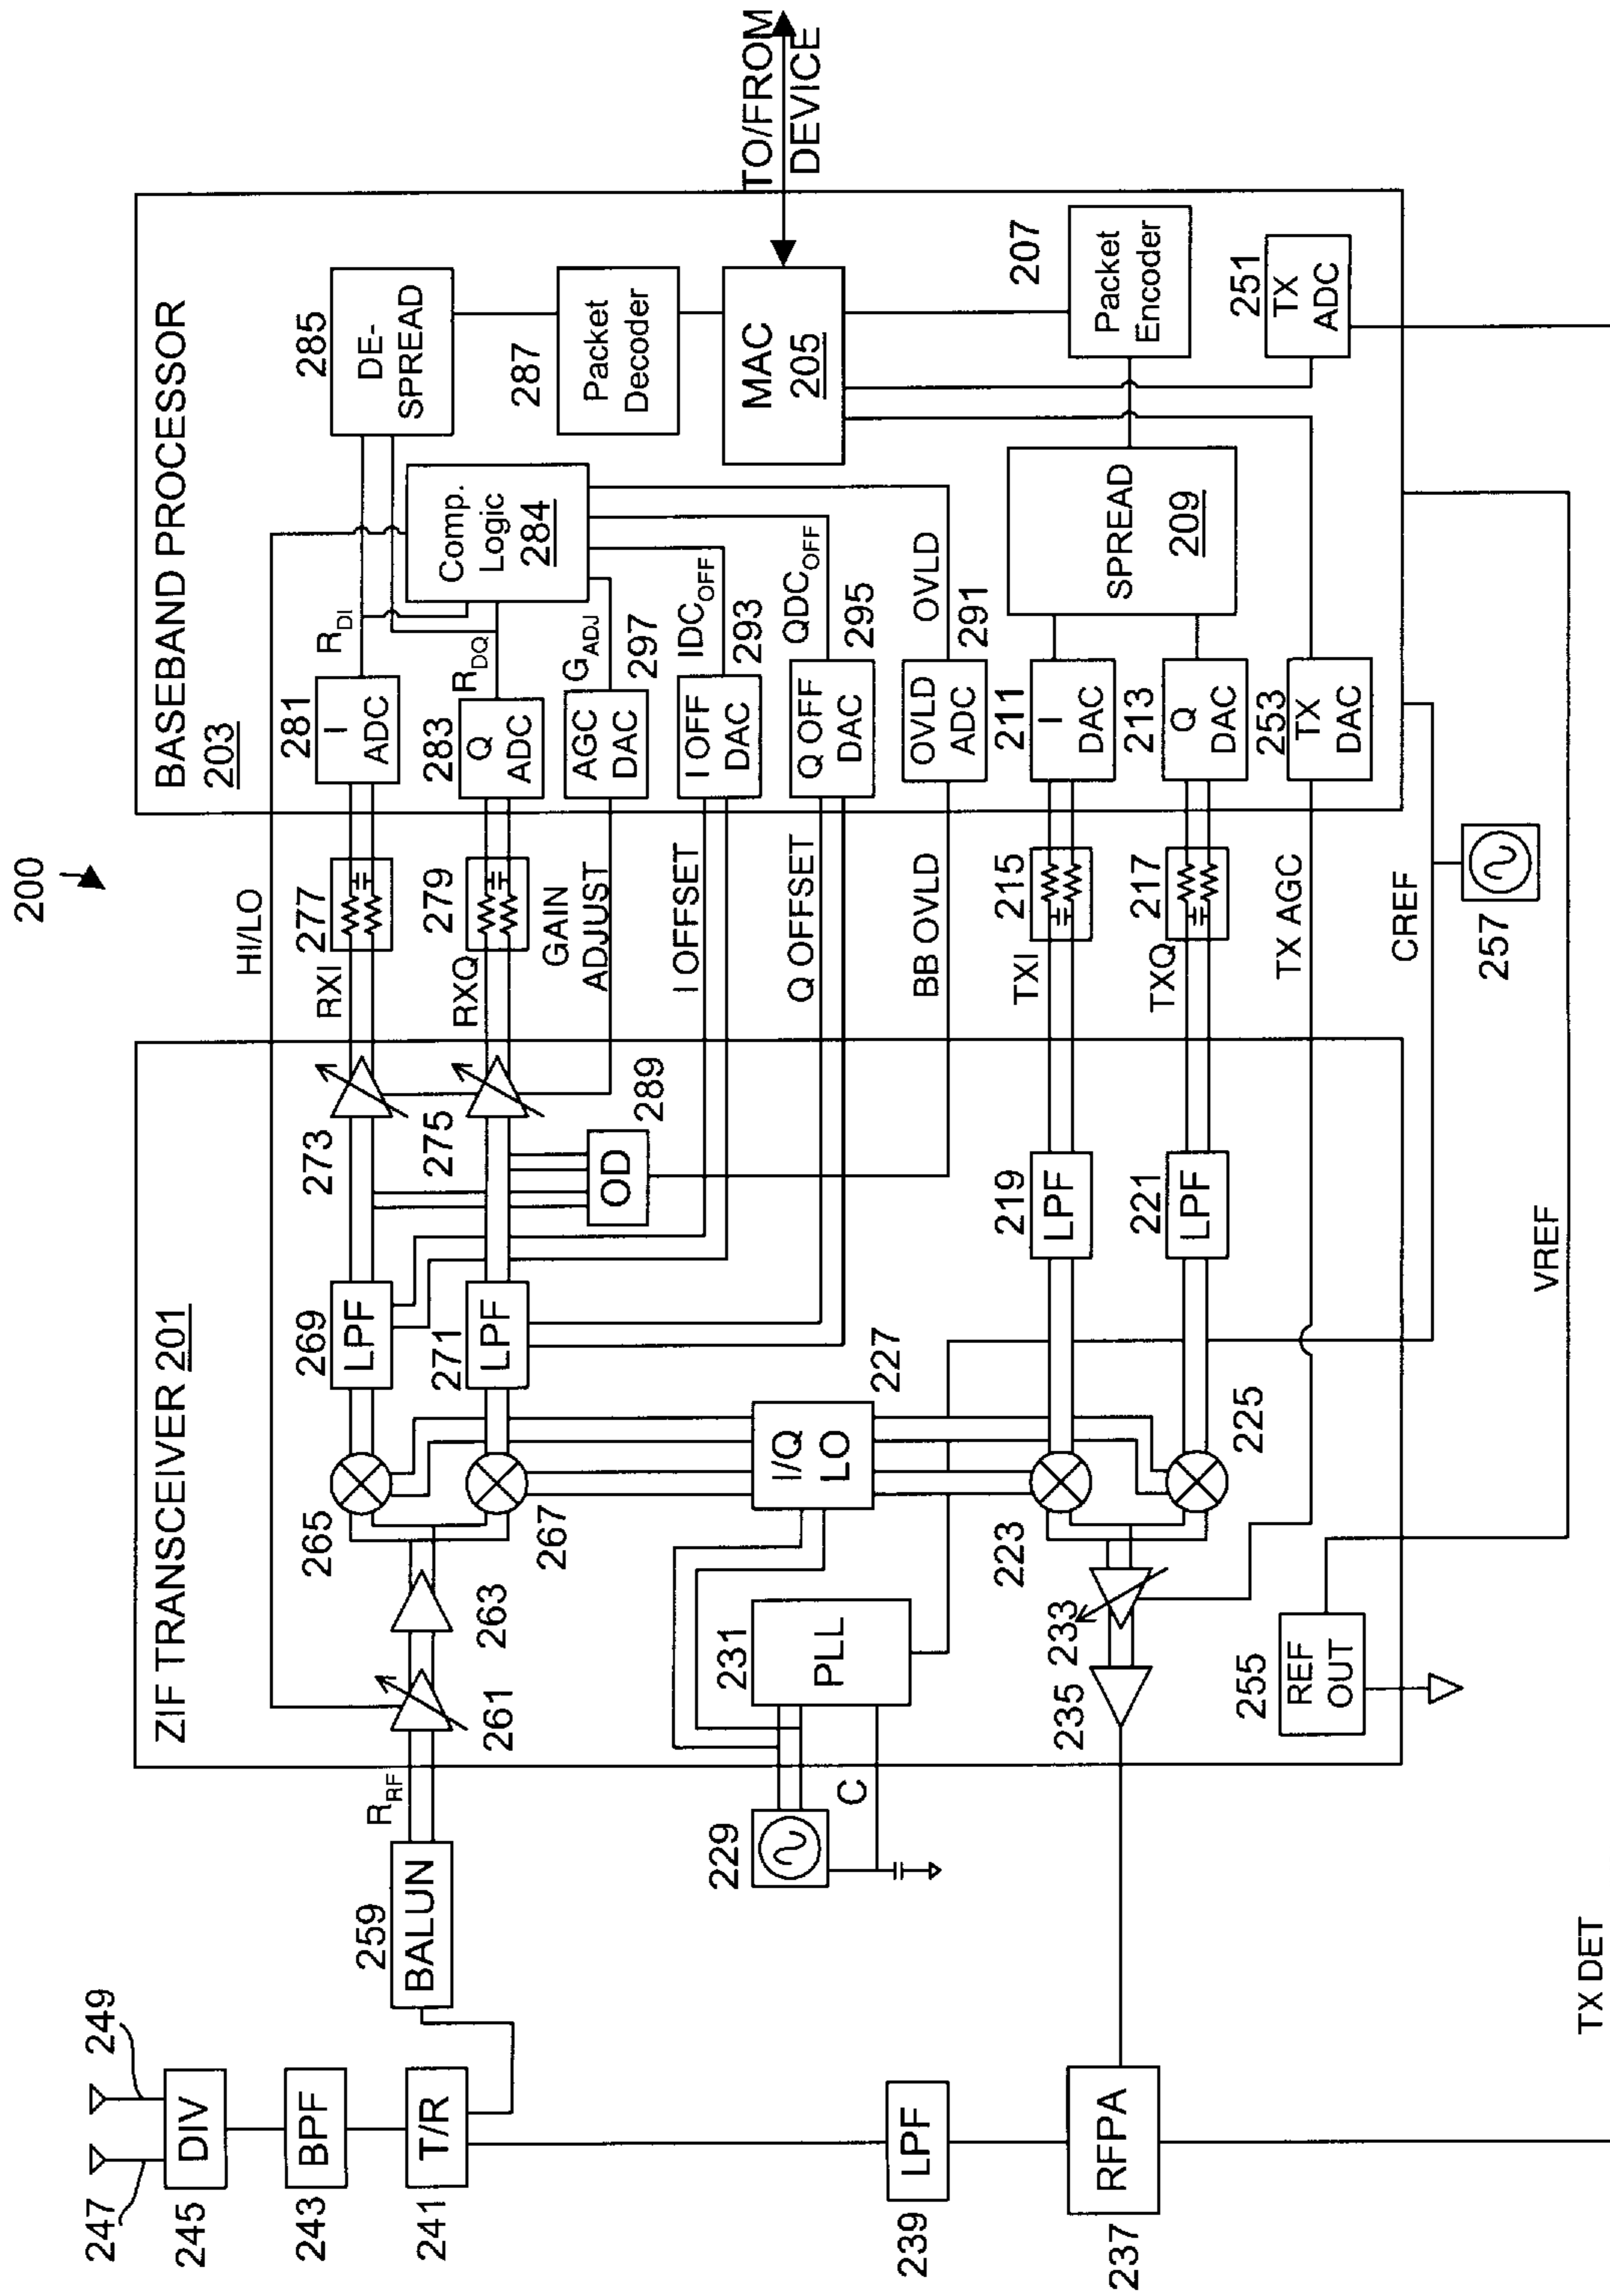 200
ZIF TRANSCEIVER 201
BASEBAND PROCESSOR
203
247
249
DIV
245
BPF
243
T/R
241
259
BALUN
R_RF
261
263
265
267
HI/LO
269
LPF
271
LPF
273
275
OD
289
RXI
277
RXQ
279
GAIN
ADJUST
I OFFSET
Q OFFSET
BB OVLD
281
I
ADC
283
Q
ADC
AGC
DAC
297
I OFF
DAC
293
Q OFF
DAC
295
OVLD
ADC
291
R_DI
R_DQ
G_ADJ
IDC_OFF
QDC_OFF
OVLD
Comp.
Logic
284
285
DE-
SPREAD
287
Packet
Decoder
MAC
205
TO/FROM
DEVICE
207
Packet
Encoder
251
TX
ADC
SPREAD
209
211
I
DAC
213
Q
DAC
253
TX
DAC
215
TXI
217
TXQ
TX AGC
CREF
257
219
LPF
221
LPF
I/Q
LO
227
223
225
233
235
231
PLL
229
C
255
REF
OUT
VREF
239
LPF
237
RFPA
TX DET